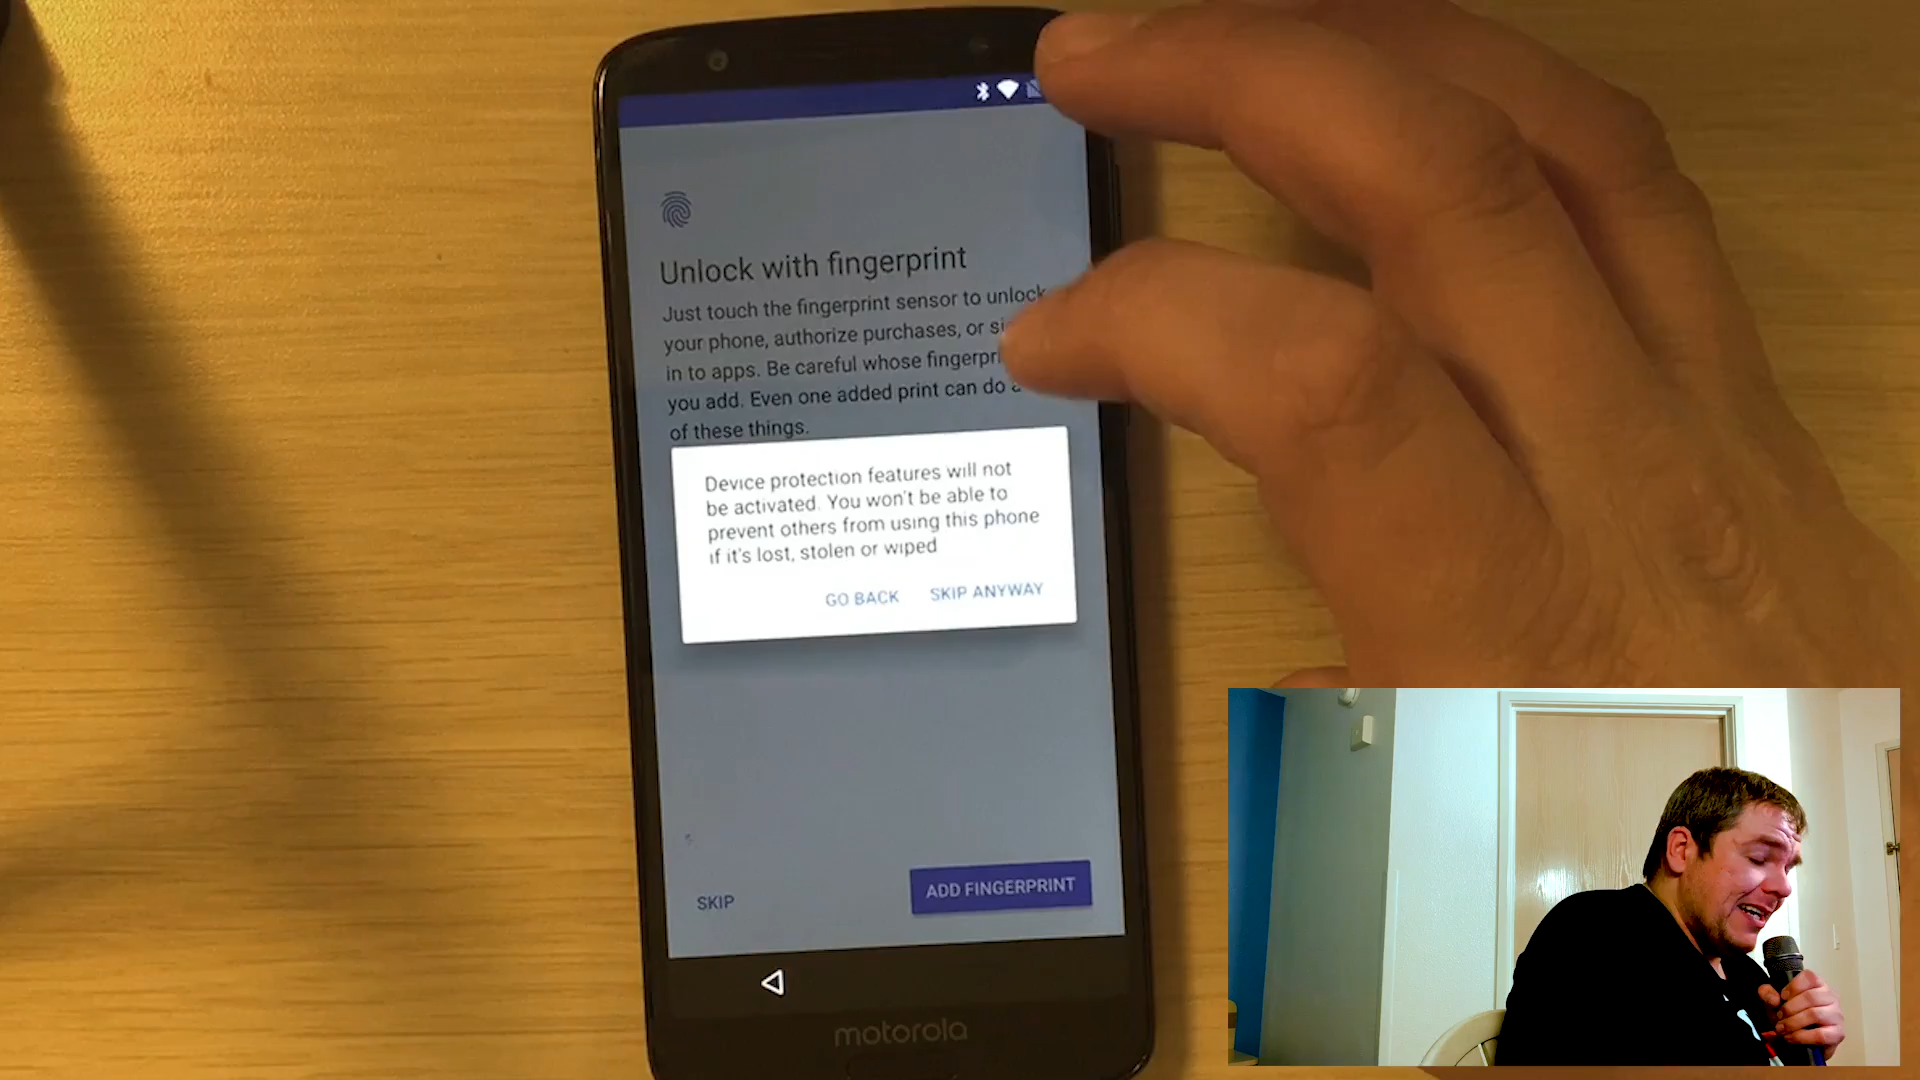 Unlock with fingerprint
Just touch the fingerprint sensor to unlock
your phone, authorize purchases, or
in to apps. Be careful whose
you add. Even one added print can do
of these things.
Device protection features will not
be activated. You won't be able to
prevent others from using this phone
if it's lost, stolen or wiped
GO BACK SKIP ANYWAY
SKIP ADD FINGERPRINT
motorola